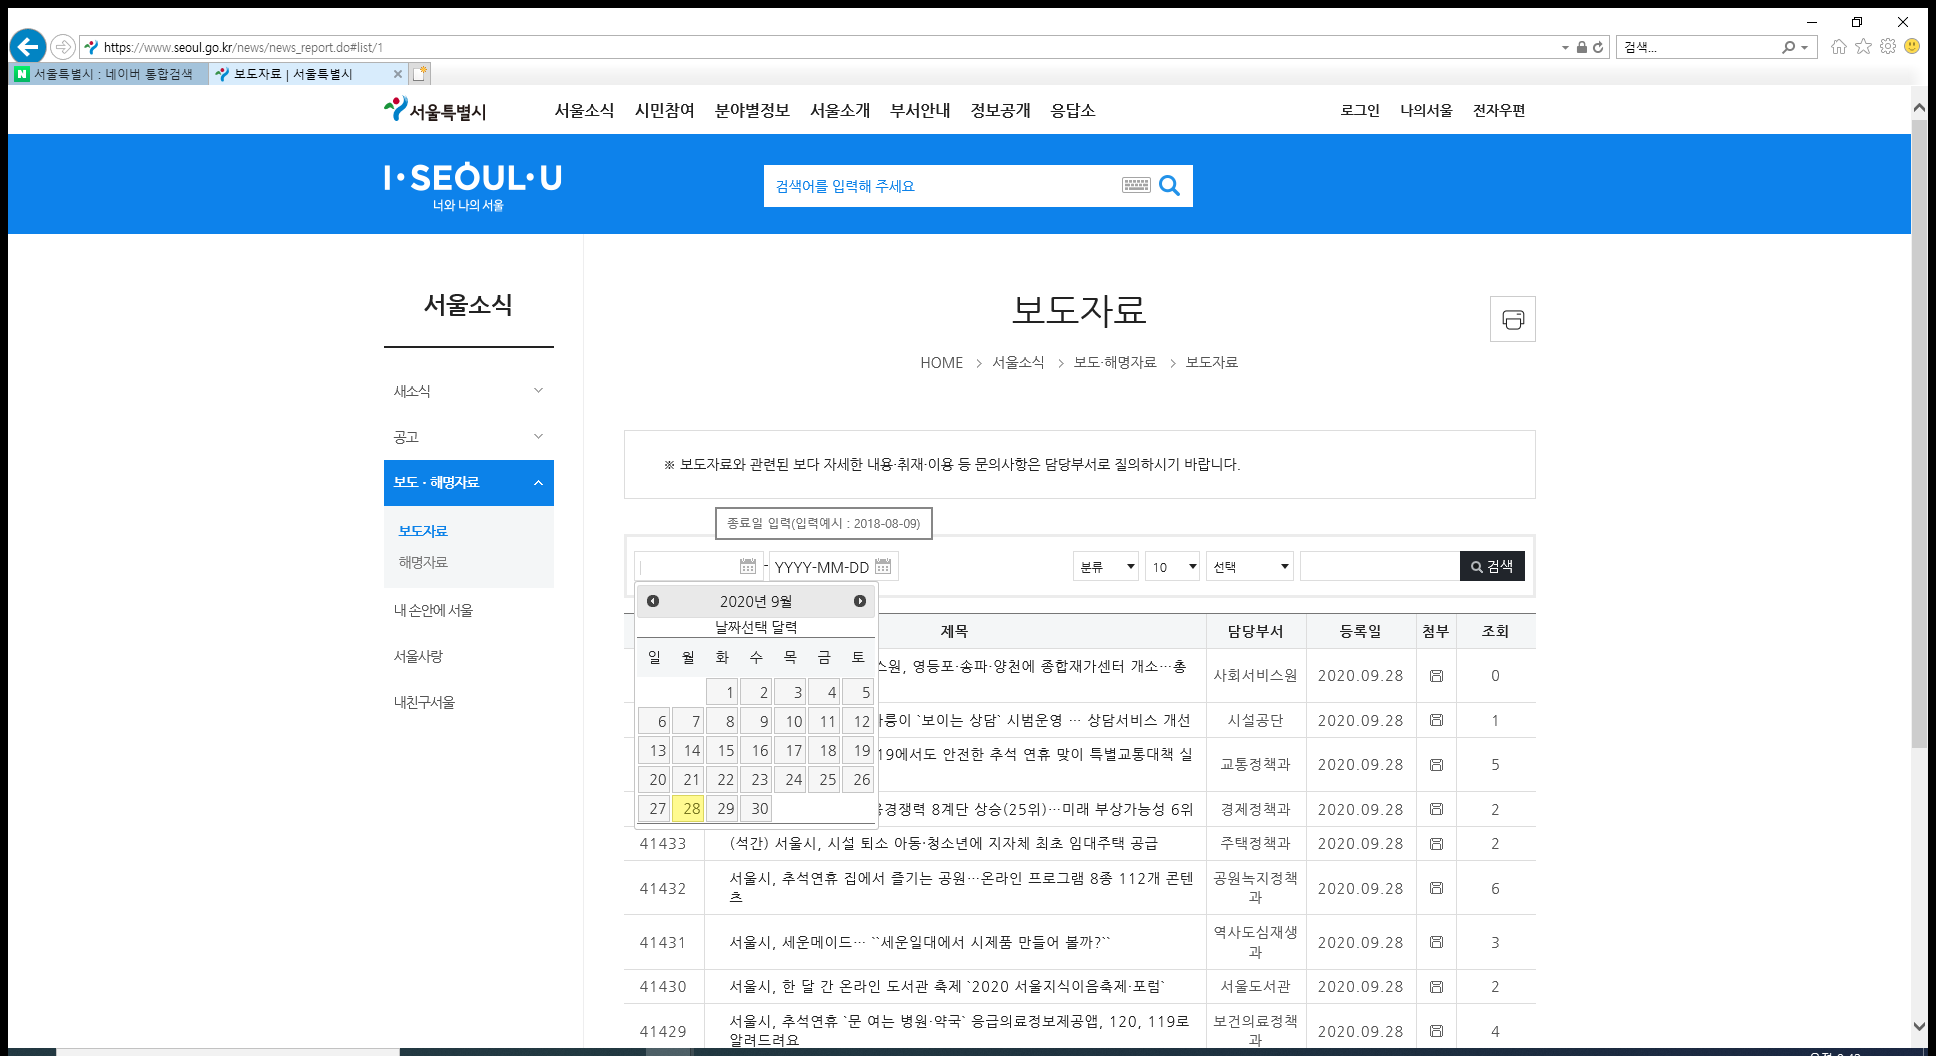 https://www.seoul.go.kr/news/news_report.do#list/1
검색...
서울특별시 : 네이버 통합검색
보도자료 | 서울특별시
서울특별시
서울소식 시민참여 분야별정보 서울소개 부서안내 정보공개 응답소
로그인 나의서울 전자우편
I·SEOUL·U
너와 나의 서울
검색어를 입력해 주세요
서울소식
새소식
공고
보도·해명자료
보도자료
해명자료
내 손안에 서울
서울사랑
내친구서울
보도자료
HOME > 서울소식 > 보도·해명자료 > 보도자료
※ 보도자료와 관련된 보다 자세한 내용·취재·이용 등 문의사항은 담당부서로 질의하시기 바랍니다.
종료일 입력(입력예시 : 2018-08-09)
- YYYY-MM-DD
분류 10 선택 검색
2020년 9월
날짜선택 달력
일 월 화 수 목 금 토
1 2 3 4 5
6 7 8 9 10 11 12
13 14 15 16 17 18 19
20 21 22 23 24 25 26
27 28 29 30
제목 담당부서 등록일 첨부 조회
스원, 영등포·송파·양천에 종합재가센터 개소…총
사회서비스원 2020.09.28 0
릉이 `보이는 상담` 시범운영 … 상담서비스 개선 시설공단 2020.09.28 1
19에서도 안전한 추석 연휴 맞이 특별교통대책 실
교통정책과 2020.09.28 5
경쟁력 8계단 상승(25위)…미래 부상가능성 6위 경제정책과 2020.09.28 2
41433 (석간) 서울시, 시설 퇴소 아동·청소년에 지자체 최초 임대주택 공급 주택정책과 2020.09.28 2
41432 서울시, 추석연휴 집에서 즐기는 공원…온라인 프로그램 8종 112개 콘텐츠 공원녹지정책과 2020.09.28 6
41431 서울시, 세운메이드… ``세운일대에서 시제품 만들어 볼까?`` 역사도심재생과 2020.09.28 3
41430 서울시, 한 달 간 온라인 도서관 축제 `2020 서울지식이음축제·포럼` 서울도서관 2020.09.28 2
41429 서울시, 추석연휴 `문 여는 병원·약국` 응급의료정보제공앱, 120, 119로 알려드려요 보건의료정책과 2020.09.28 4